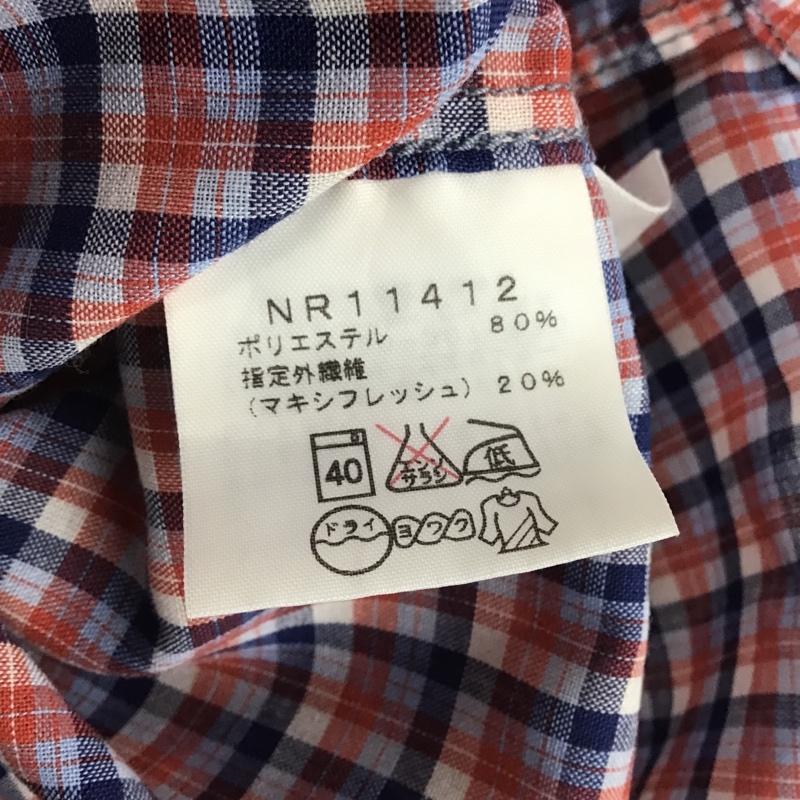 NR11412
ポリエステル 80%
指定外繊維
（マキシフレッシュ） 20%
40 エンソ サラシ 低
ドライ ヨワク